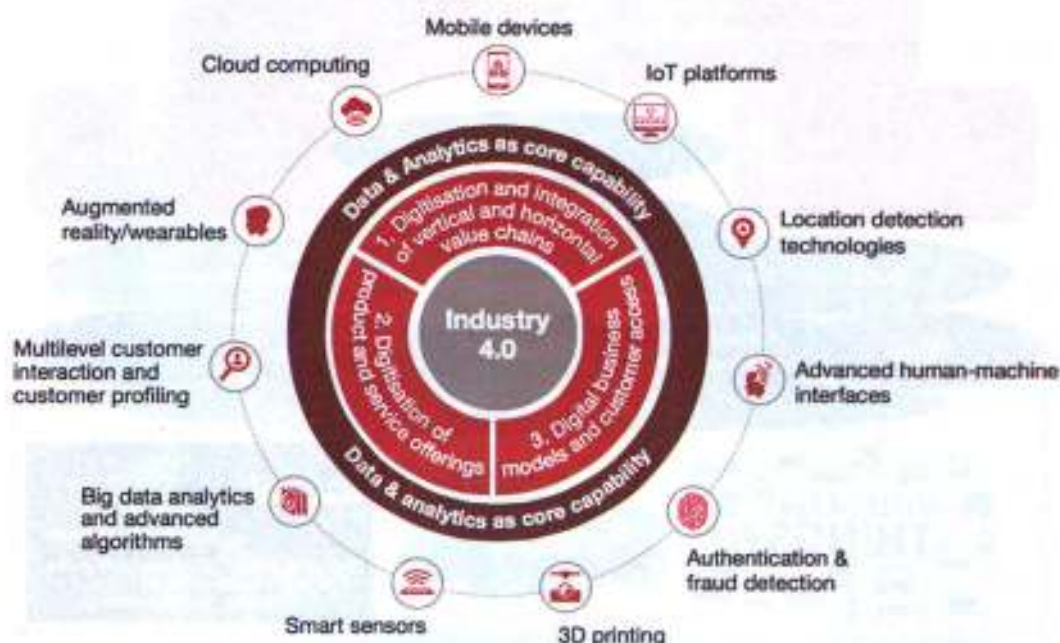 Mobile devices
Cloud computing
IoT platforms
Augmented
reality/wearables
Location detection
technologies
Multilevel customer
interaction and
customer profiling
Advanced human-machine
interfaces
Big data analytics
and advanced
algorithms
Authentication &
fraud detection
Smart sensors
3D printing
Data & Analytics as core capability
1. Digitisation and integration
of vertical and horizontal
value chains
2. Digitisation of
product and service offerings
3. Digital business
models and customer access
Industry
4.0
Data & analytics as core capability